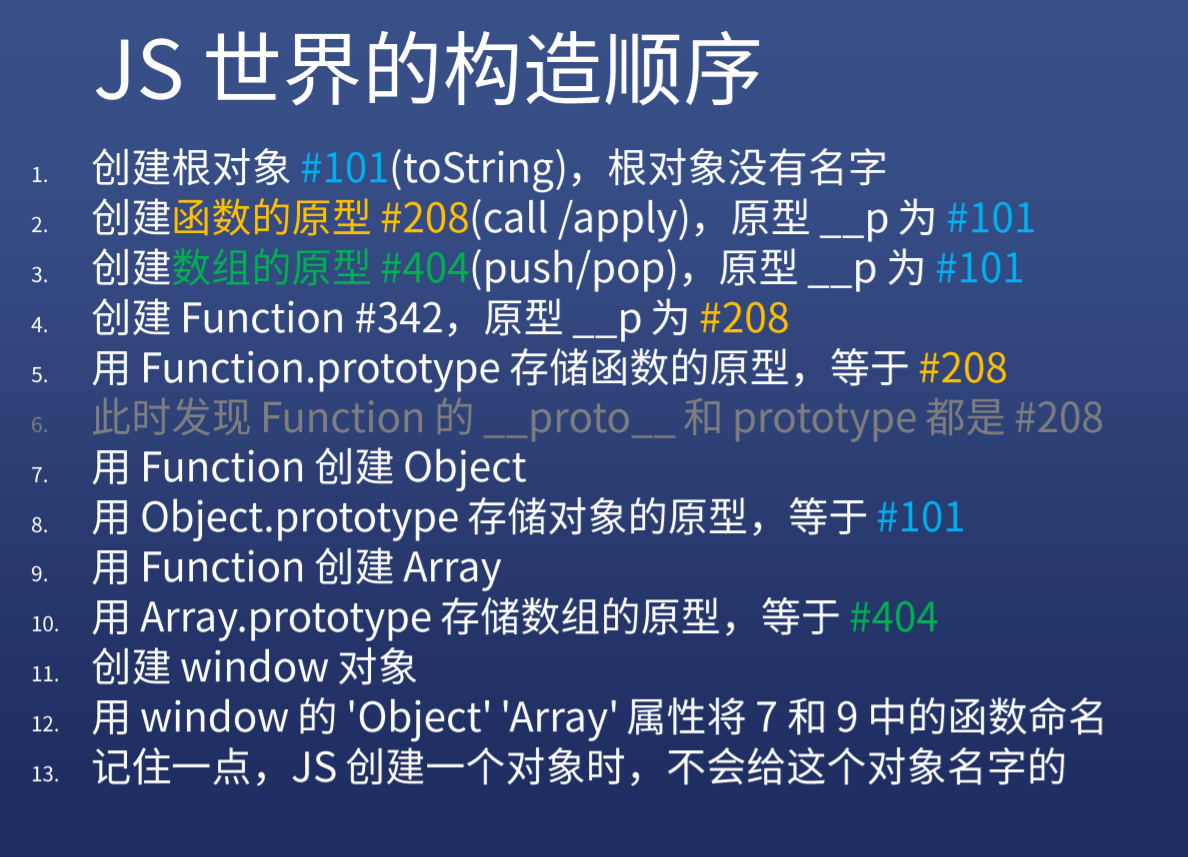 JS 世界的构造顺序
1. 创建根对象 #101(toString)，根对象没有名字
2. 创建函数的原型 #208(call /apply)，原型 __p 为 #101
3. 创建数组的原型 #404(push/pop)，原型 __p 为 #101
4. 创建 Function #342，原型 __p 为 #208
5. 用 Function.prototype 存储函数的原型，等于 #208
6. 此时发现 Function 的 __proto__ 和 prototype 都是 #208
7. 用 Function 创建 Object
8. 用 Object.prototype 存储对象的原型，等于 #101
9. 用 Function 创建 Array
10. 用 Array.prototype 存储数组的原型，等于 #404
11. 创建 window 对象
12. 用 window 的 'Object' 'Array' 属性将 7 和 9 中的函数命名
13. 记住一点，JS 创建一个对象时，不会给这个对象名字的